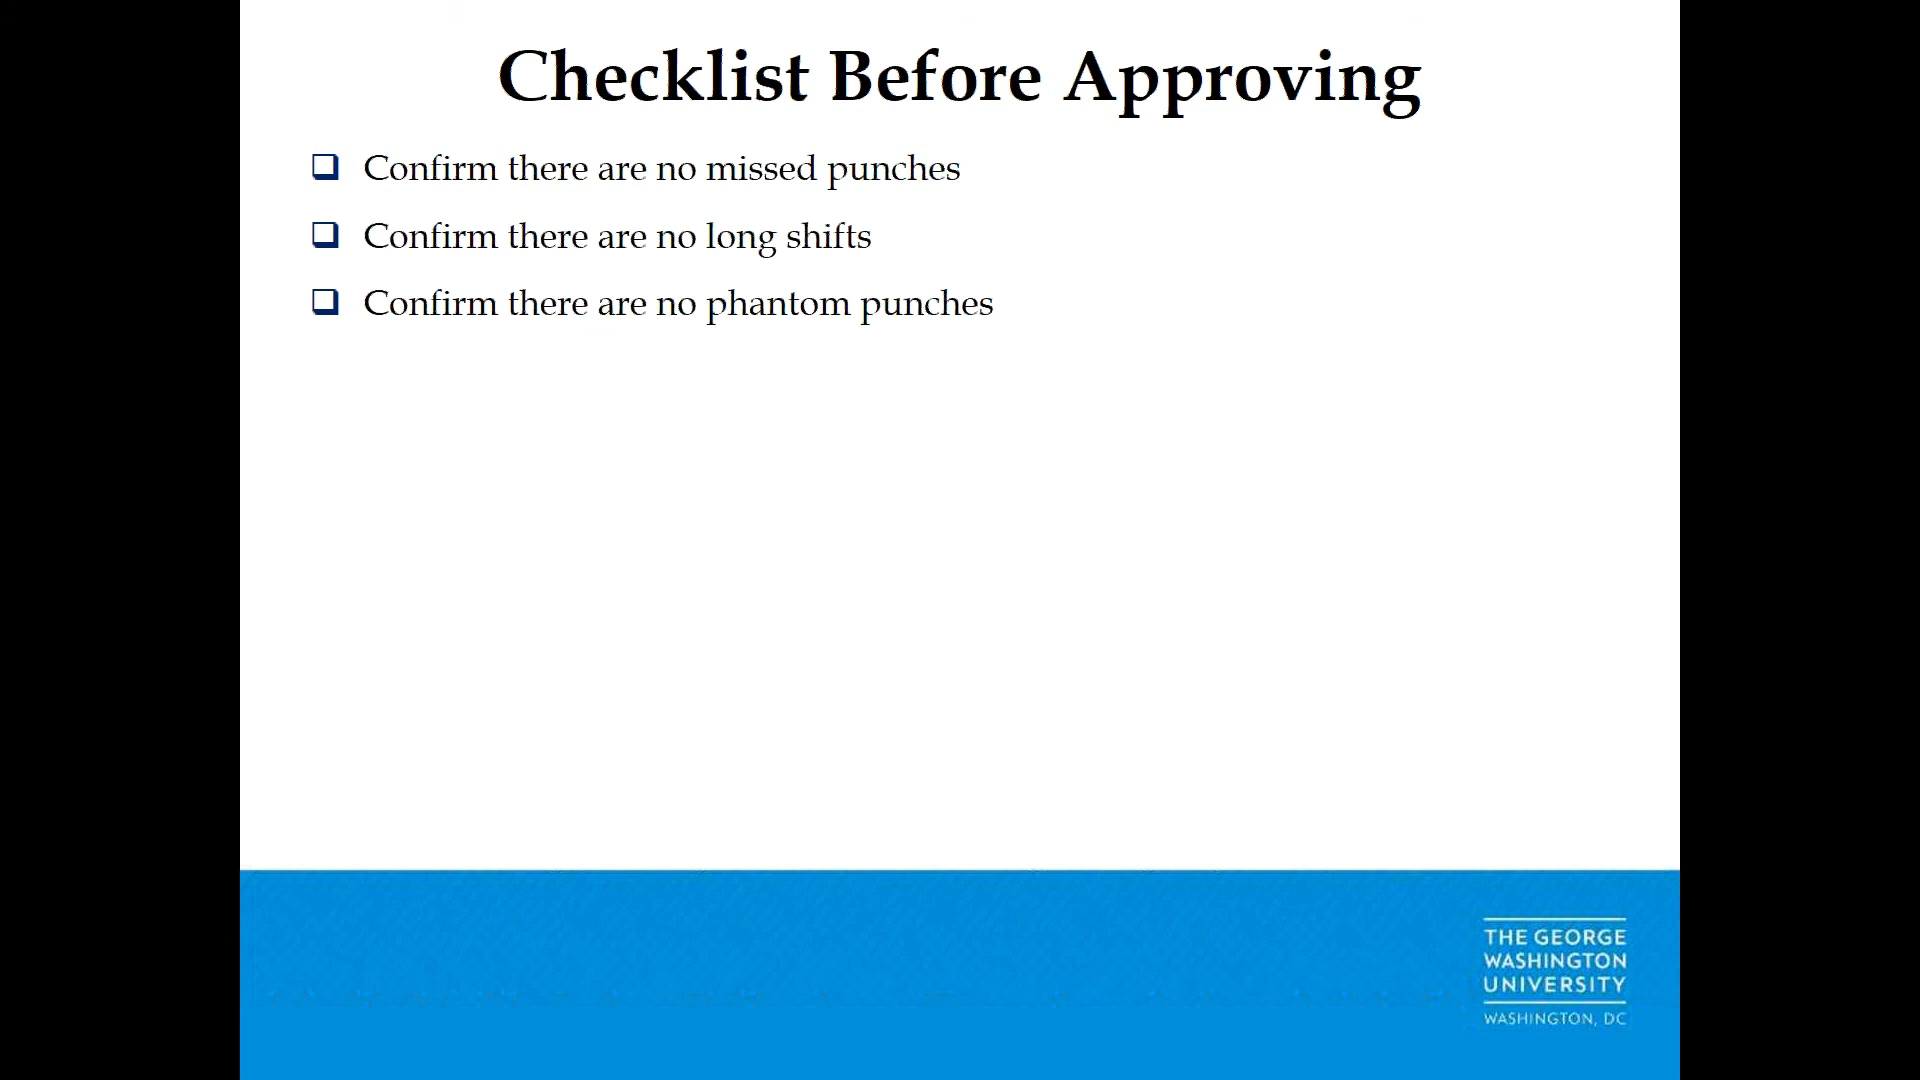 Checklist Before Approving
Confirm there are no missed punches
Confirm there are no long shifts
Confirm there are no phantom punches
THE GEORGE
WASHINGTON
UNIVERSITY
WASHINGTON, DC